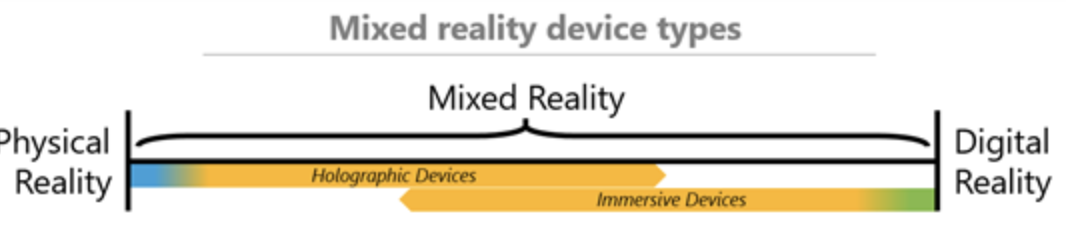 Mixed reality device types
Mixed Reality
Physical
Reality
Digital
Reality
Holographic Devices
Immersive Devices